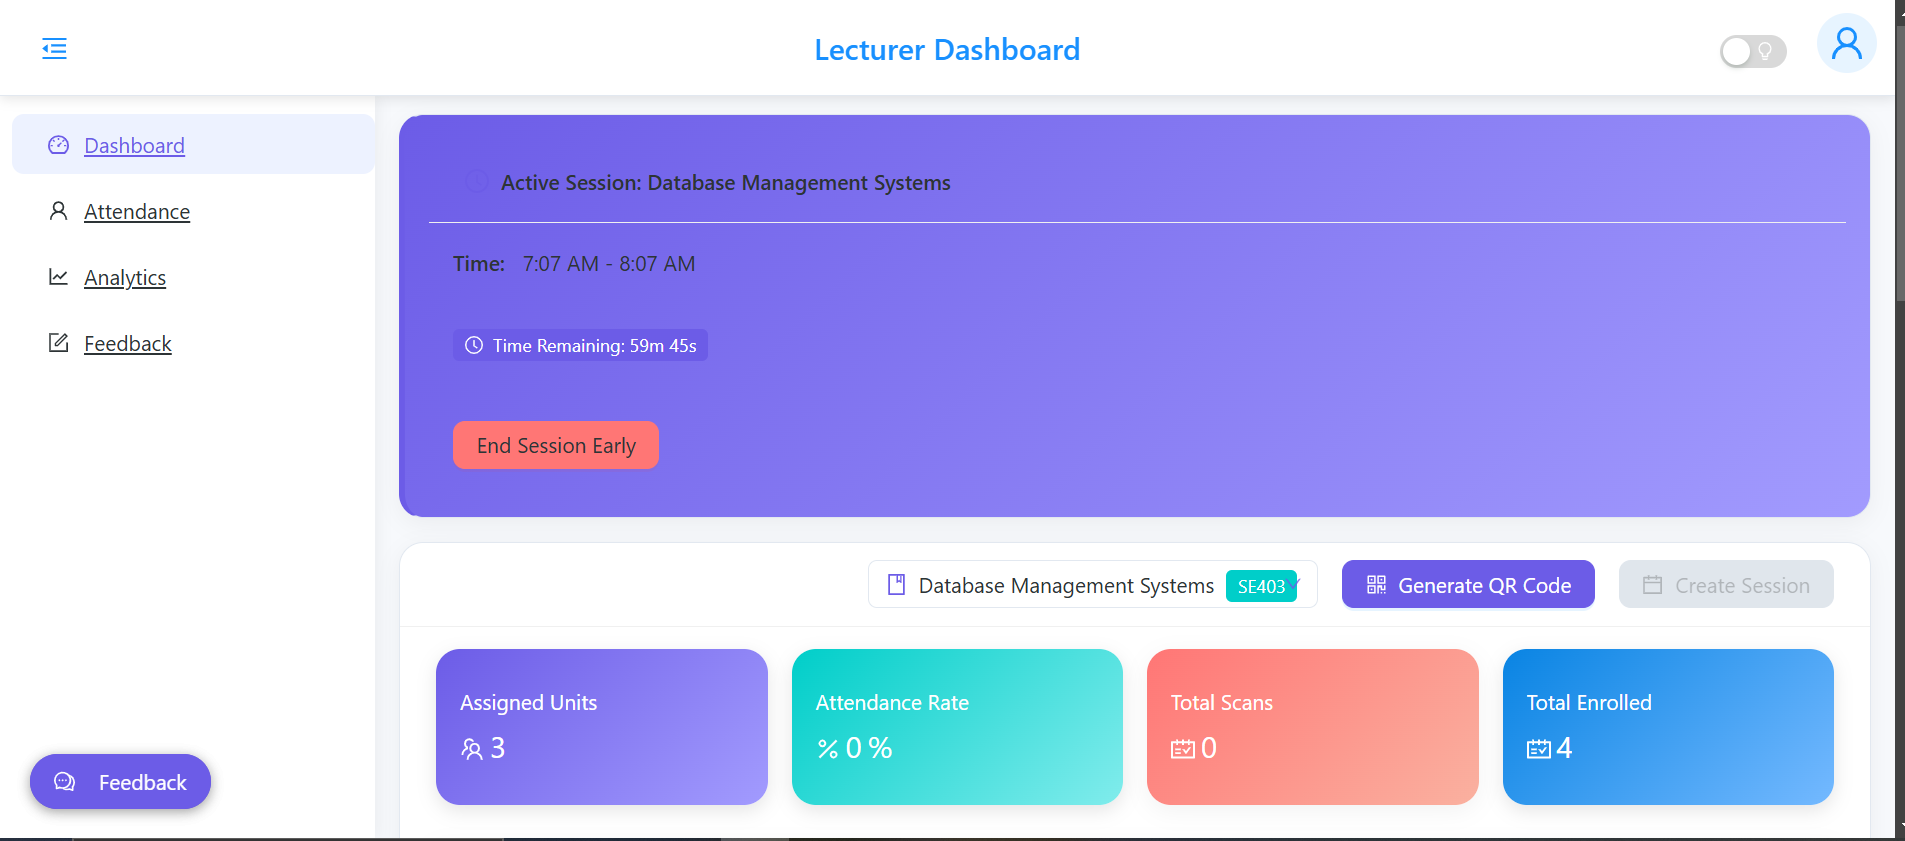 Lecturer Dashboard
Dashboard
Attendance
Analytics
Feedback
Active Session: Database Management Systems
Time: 7:07 AM - 8:07 AM
Time Remaining: 59m 45s
End Session Early
Database Management Systems SE403
Generate QR Code
Create Session
Assigned Units
3
Attendance Rate
% 0 %
Total Scans
0
Total Enrolled
4
Feedback